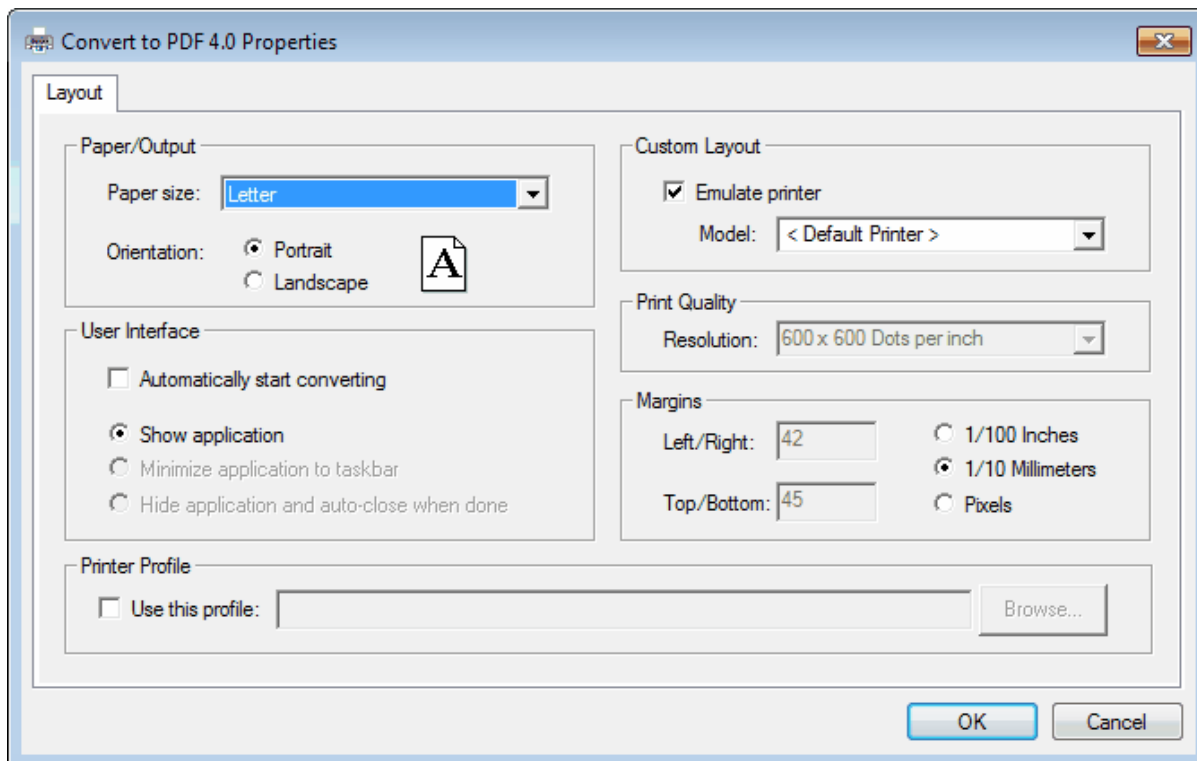 Convert to PDF 4.0 Properties
Layout
Paper/Output
Paper size: Letter
Orientation: Portrait
Landscape
A
User Interface
Automatically start converting
Show application
Minimize application to taskbar
Hide application and auto-close when done
Custom Layout
Emulate printer
Model: < Default Printer >
Print Quality
Resolution: 600 x 600 Dots per inch
Margins
Left/Right: 42
Top/Bottom: 45
1/100 Inches
1/10 Millimeters
Pixels
Printer Profile
Use this profile: Browse...
OK Cancel